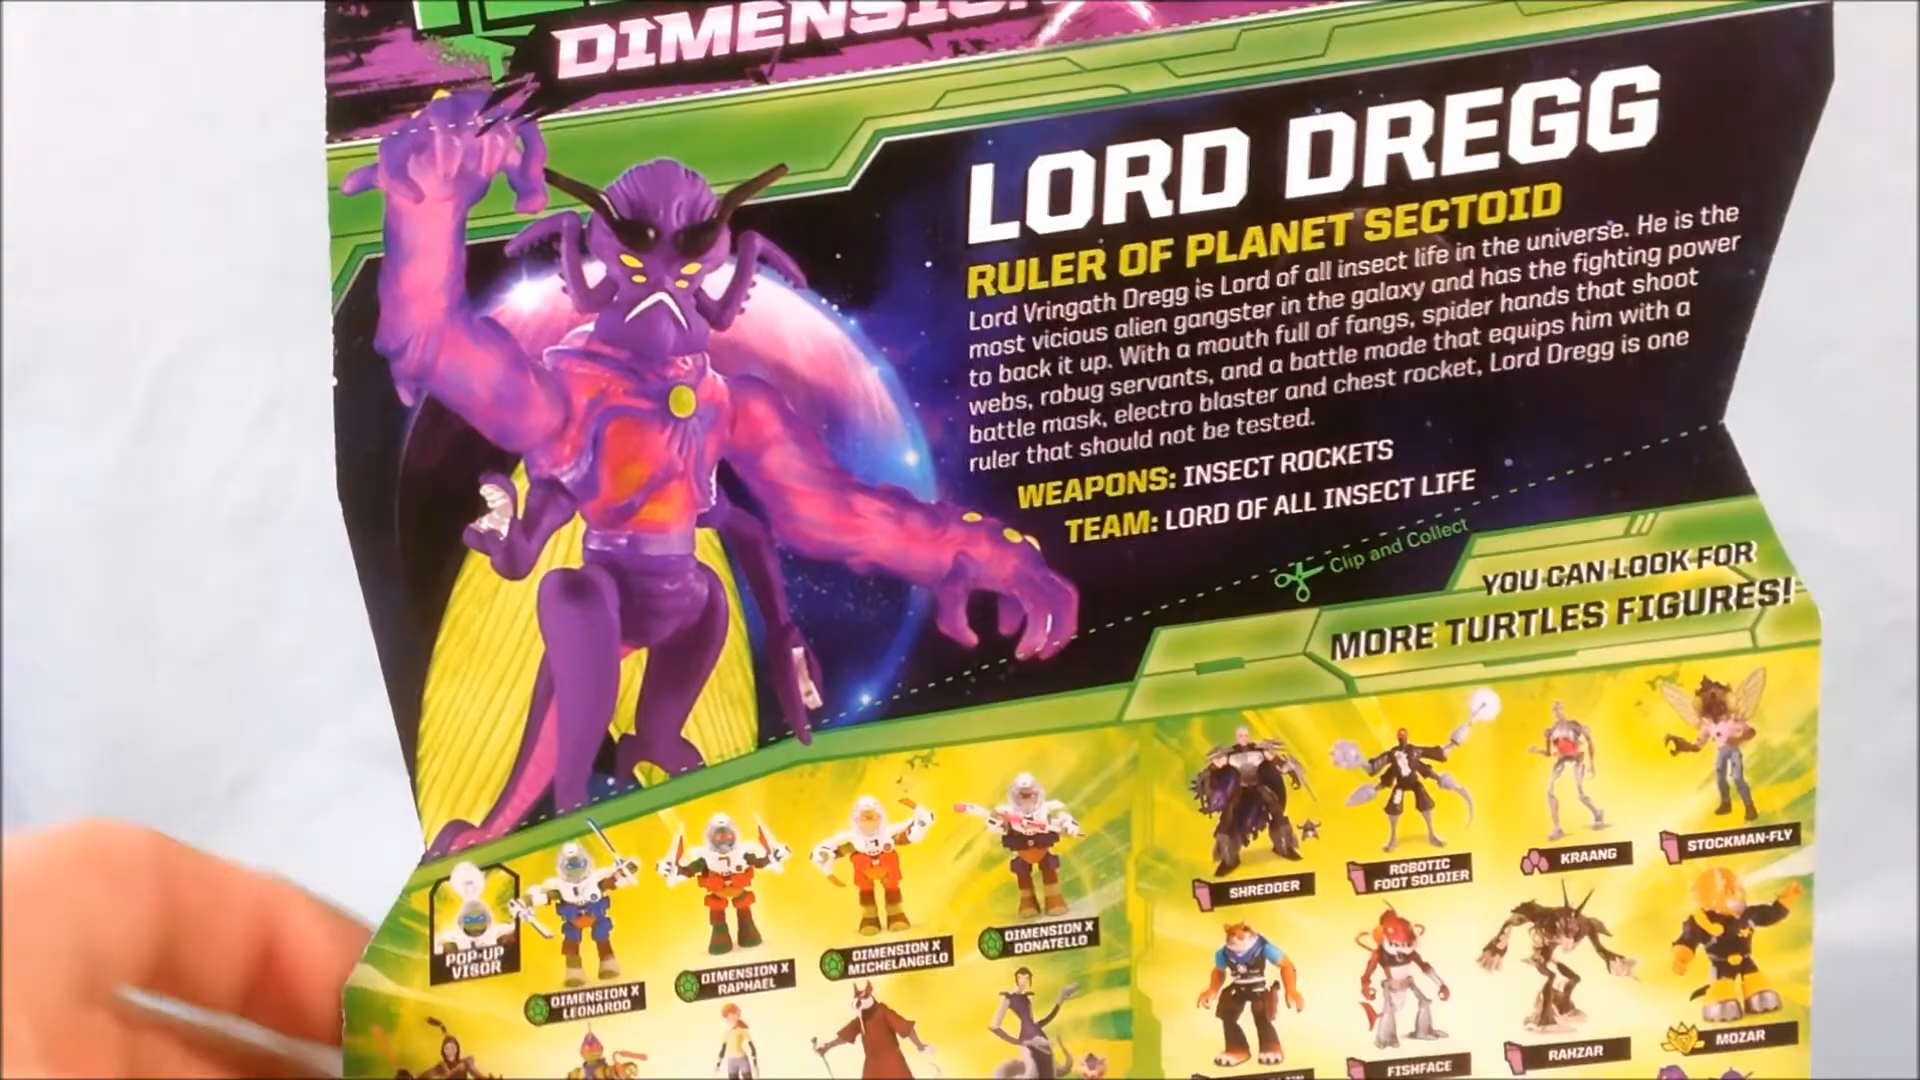 LORD DREGG
RULER OF PLANET SECTOID
Lord Vringath Dregg is Lord of all insect life in the universe. He is the
most vicious alien gangster in the galaxy and has the fighting power
to back it up. With a mouth full of fangs, spider hands that shoot
webs, robug servants, and a battle mode that equips him with a
battle mask, electro blaster and chest rocket, Lord Dregg is one
ruler that should not be tested.
WEAPONS: INSECT ROCKETS
TEAM: LORD OF ALL INSECT LIFE
Clip and Collect
YOU CAN LOOK FOR
MORE TURTLES FIGURES!
POP-UP
VISOR
DIMENSION X
LEONARDO
DIMENSION X
RAPHAEL
DIMENSION X
MICHELANGELO
DIMENSION X
DONATELLO
SHREDDER
ROBOTIC
FOOT SOLDIER
KRAANG
STOCKMAN-FLY
FISHFACE
RAHZAR
MOZAR